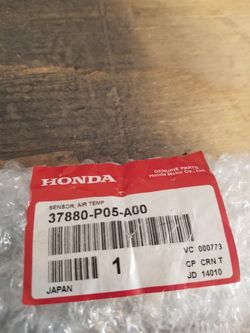 HONDA
GENUINE PARTS
Honda Motor Co., Ltd.
SENSOR, AIR TEMP
37880-P05-A00
VC 000773
1
CP CRN T
JAPAN
JD 14010